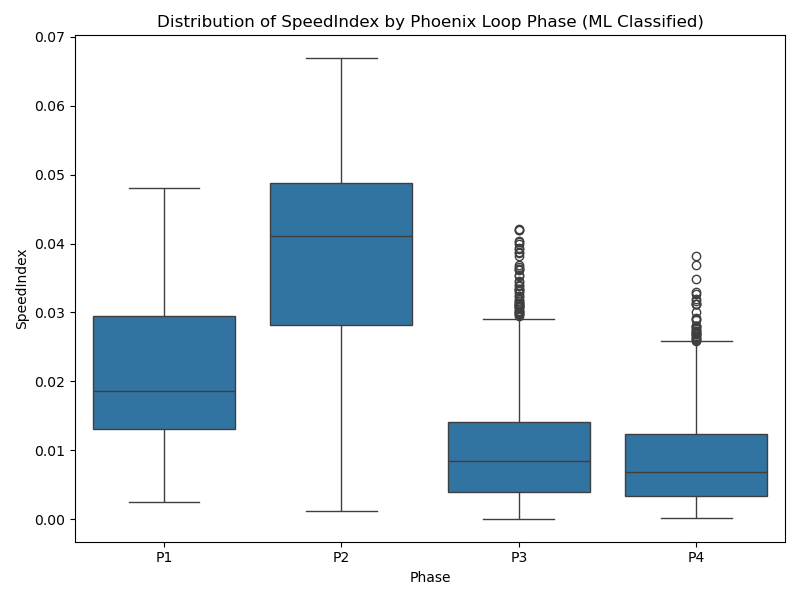 Distribution of SpeedIndex by Phoenix Loop Phase (ML Classified)
0.07
0.06
0.05
0.04
0.03
0.02
0.01
0.00
SpeedIndex
P1 P2 P3 P4
Phase